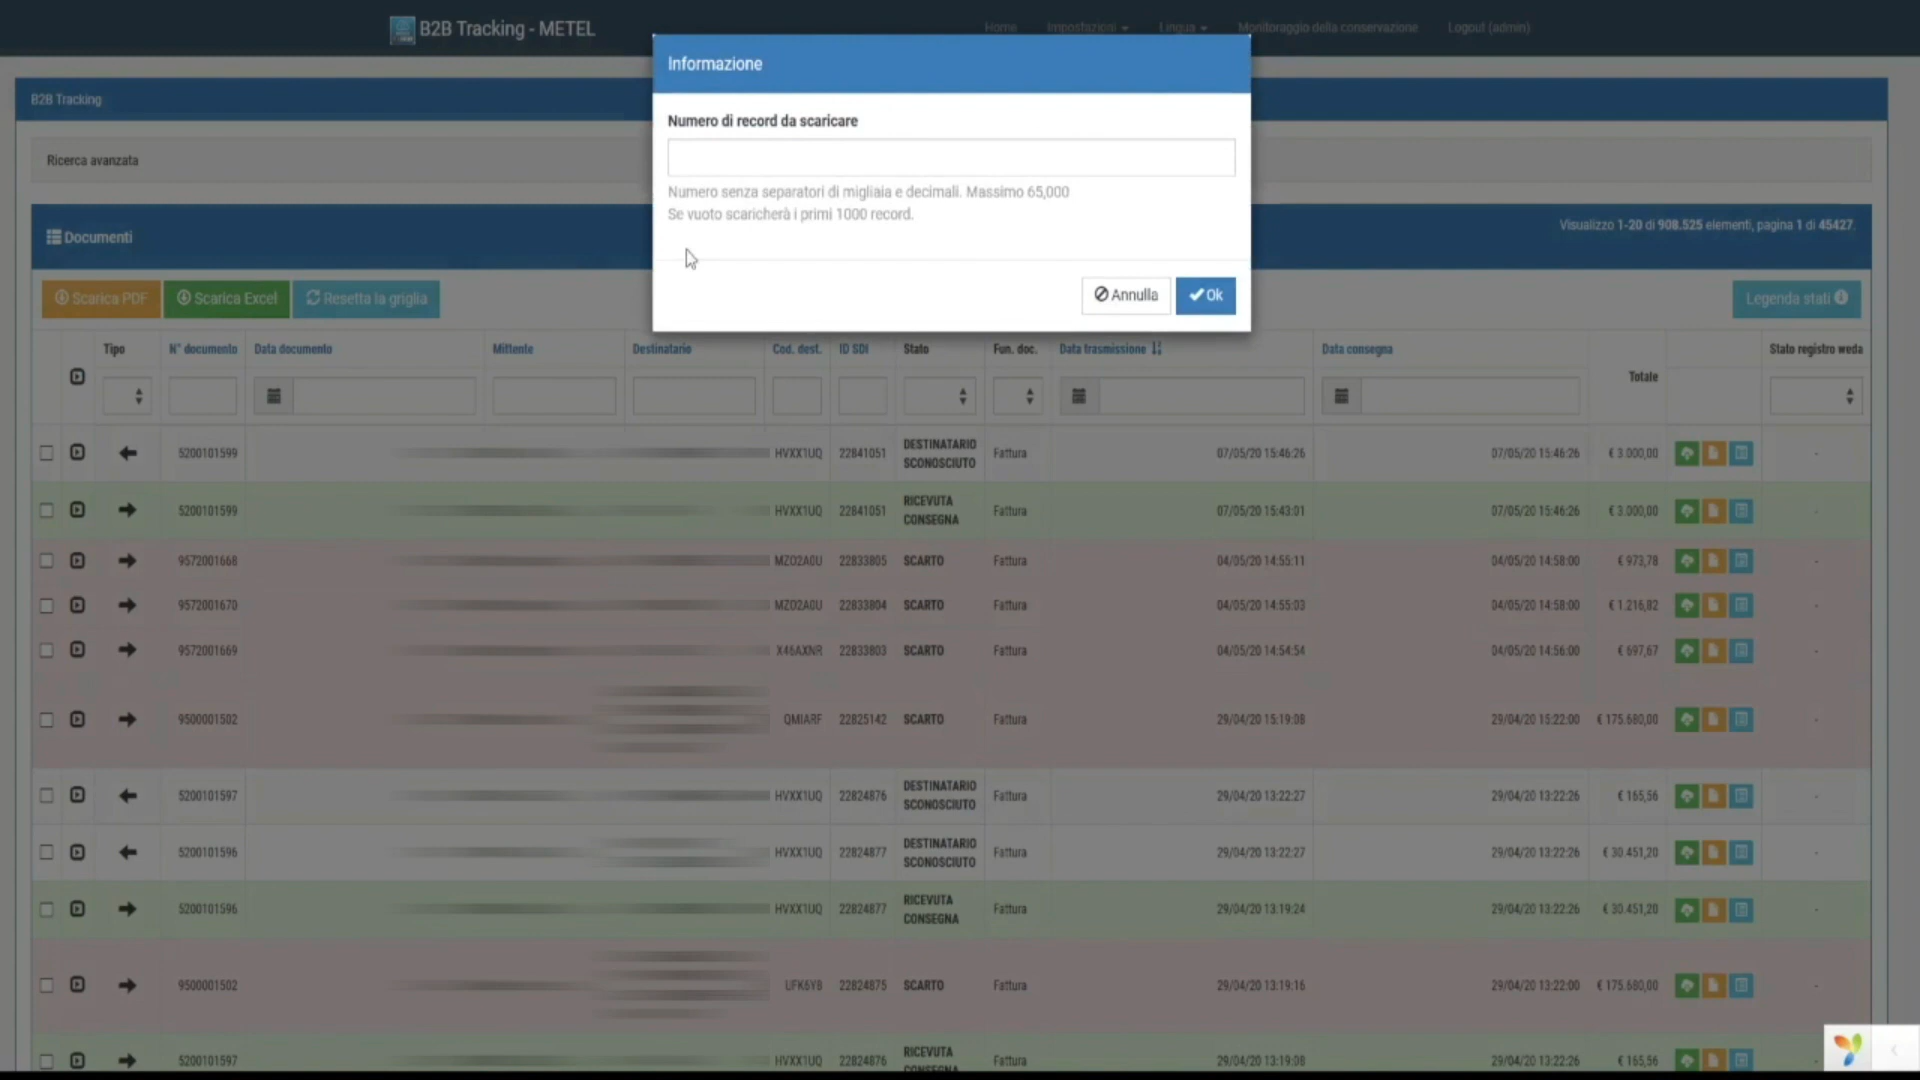 B2B Tracking - METEL
Home Impostazioni Lingua Monitoraggio della conservazione Logout (admin)
Informazione
Numero di record da scaricare
Numero senza separatori di migliaia e decimali. Massimo 65,000
Se vuoto scaricherà i primi 1000 record.
Annulla Ok
B2B Tracking
Ricerca avanzata
Documenti
Visualizzo 1-20 di 908.525 elementi, pagina 1 di 45427.
Scarica PDF Scarica Excel Resetta la griglia Legenda stati
Tipo N° documento Data documento Mittente Destinatario Cod. dest. ID SDI Stato Fun. doc. Data trasmissione Data consegna Totale Stato registro weda
5200101599 HVXX1UQ 22841051 DESTINATARIO SCONOSCIUTO Fattura 07/05/20 15:46:26 07/05/20 15:46:26 € 3.000,00 -
5200101599 HVXX1UQ 22841051 RICEVUTA CONSEGNA Fattura 07/05/20 15:43:01 07/05/20 15:46:26 € 3.000,00 -
9572001668 MZO2A0U 22833805 SCARTO Fattura 04/05/20 14:55:11 04/05/20 14:58:00 € 973,78 -
9572001670 MZO2A0U 22833804 SCARTO Fattura 04/05/20 14:55:03 04/05/20 14:58:00 € 1.216,82 -
9572001669 X46AXNR 22833803 SCARTO Fattura 04/05/20 14:54:54 04/05/20 14:56:00 € 697,67 -
9500001502 QMIARF 22825142 SCARTO Fattura 29/04/20 15:19:08 29/04/20 15:22:00 € 175.680,00 -
5200101597 HVXX1UQ 22824876 DESTINATARIO SCONOSCIUTO Fattura 29/04/20 13:22:27 29/04/20 13:22:26 € 165,56 -
5200101596 HVXX1UQ 22824877 DESTINATARIO SCONOSCIUTO Fattura 29/04/20 13:22:27 29/04/20 13:22:26 € 30.451,20 -
5200101596 HVXX1UQ 22824877 RICEVUTA CONSEGNA Fattura 29/04/20 13:19:24 29/04/20 13:22:26 € 30.451,20 -
9500001502 UFK6YB 22824875 SCARTO Fattura 29/04/20 13:19:16 29/04/20 13:22:00 € 175.680,00 -
5200101597 HVXX1UQ 22824876 RICEVUTA CONSEGNA Fattura 29/04/20 13:19:08 29/04/20 13:22:26 € 165,56 -